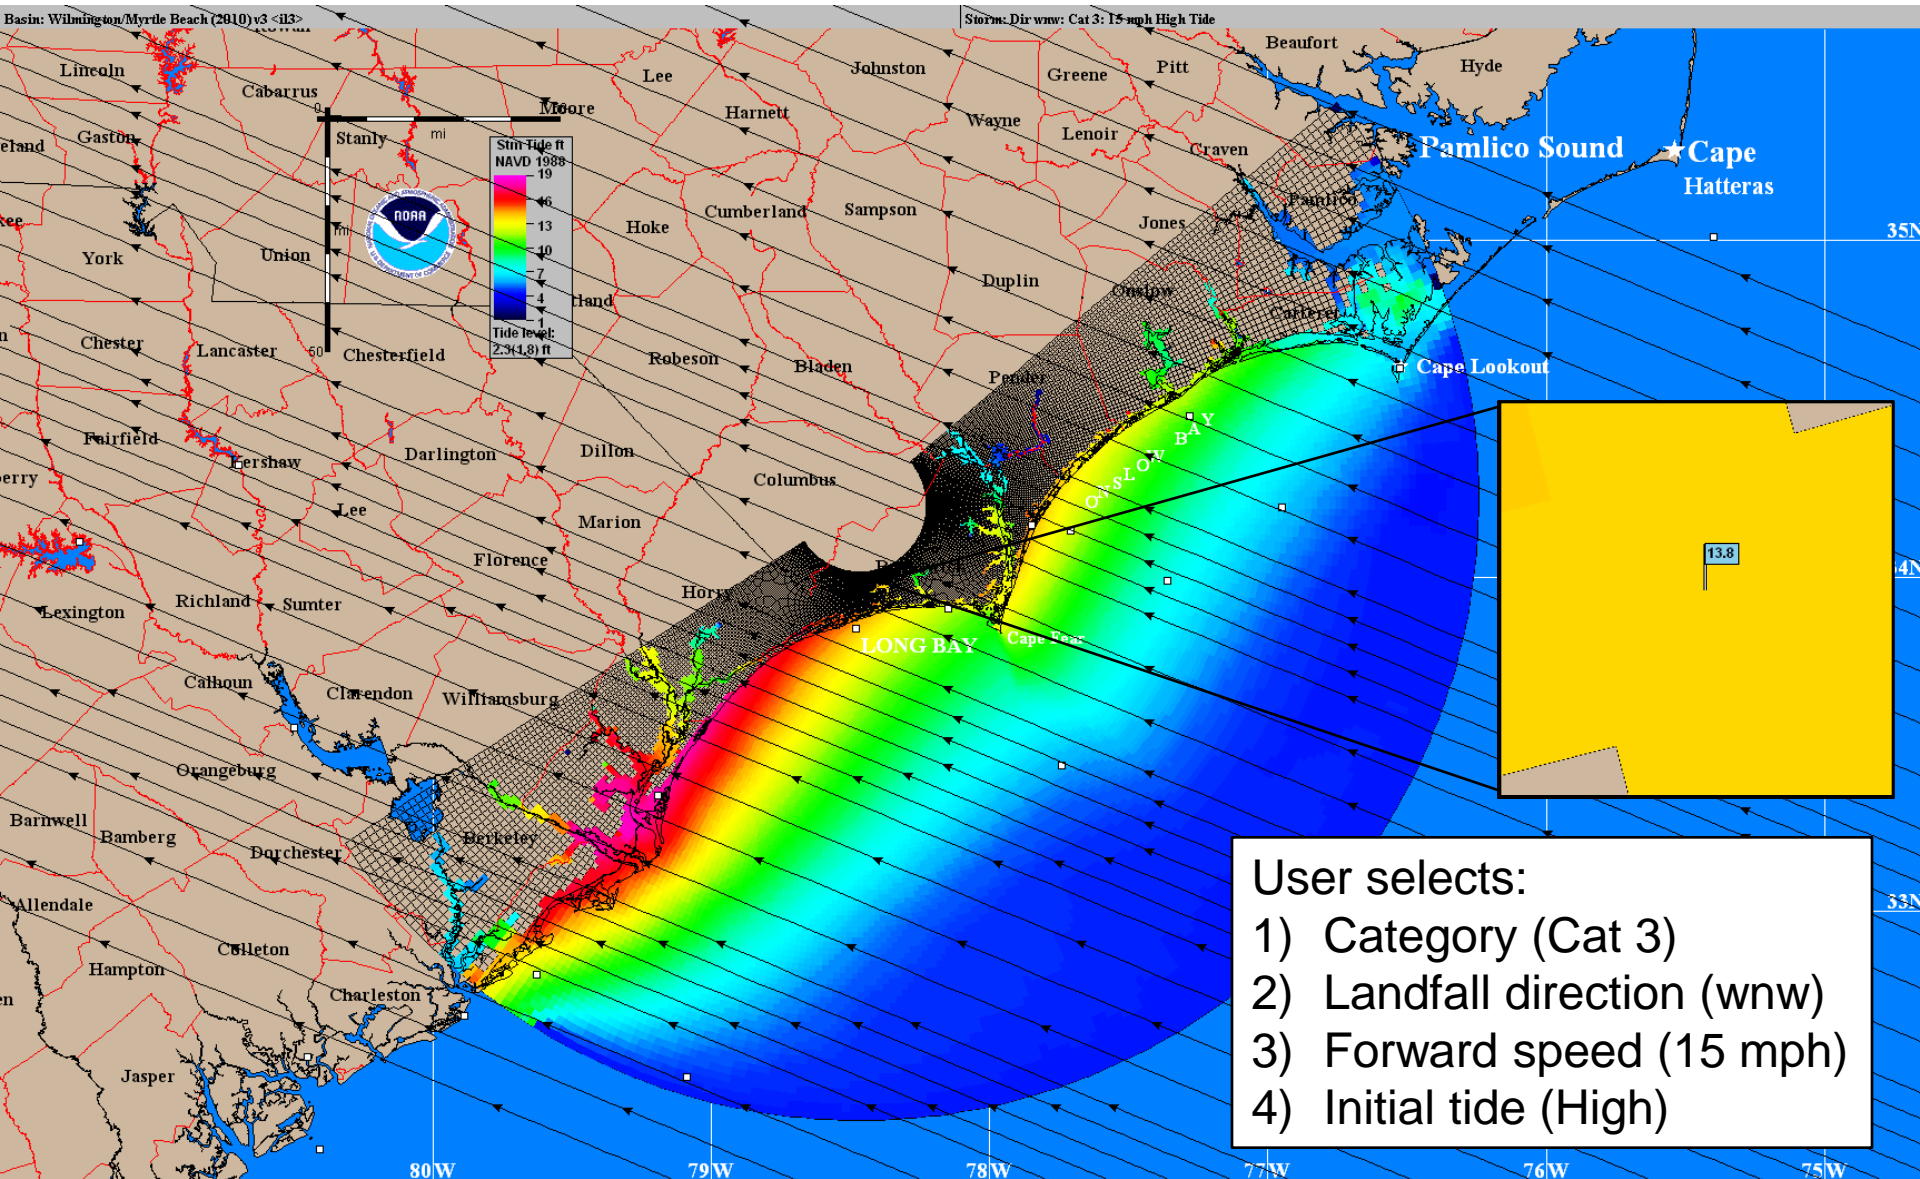 Basin: Wilmington/Myrtle Beach (2010) v3 <il3>
Storm: Dir wnw: Cat 3: 15 mph High Tide
Beaufort
Hyde
Pitt
Greene
Johnston
Lee
Lincoln
Cabarrus
Moore
Harnett
Wayne
Lenoir
Craven
Gaston
Stanly
mi
0
Pamlico Sound
Cape
Hatteras
Stm Tide ft
NAVD 1988
19
16
13
10
7
4
1
Tide level:
2.3(1.8) ft
NOAA
mi
50
Cumberland
Sampson
Jones
Pamlico
Hoke
York
Union
35N
Duplin
Onslow
Carteret
tland
Chester
Lancaster
Chesterfield
Robeson
Bladen
Pender
Cape Lookout
Fairfield
Kershaw
Darlington
Dillon
Columbus
ONSLOW BAY
erry
Lee
Marion
Florence
13.8
4N
Horry
Lexington
Richland
Sumter
LONG BAY
Cape Fear
Calhoun
Clarendon
Williamsburg
Orangeburg
Barnwell
Bamberg
Dorchester
Berkeley
User selects:
1) Category (Cat 3)
2) Landfall direction (wnw)
3) Forward speed (15 mph)
4) Initial tide (High)
Allendale
33N
Colleton
Hampton
Charleston
Jasper
80W
79W
78W
77W
76W
75W